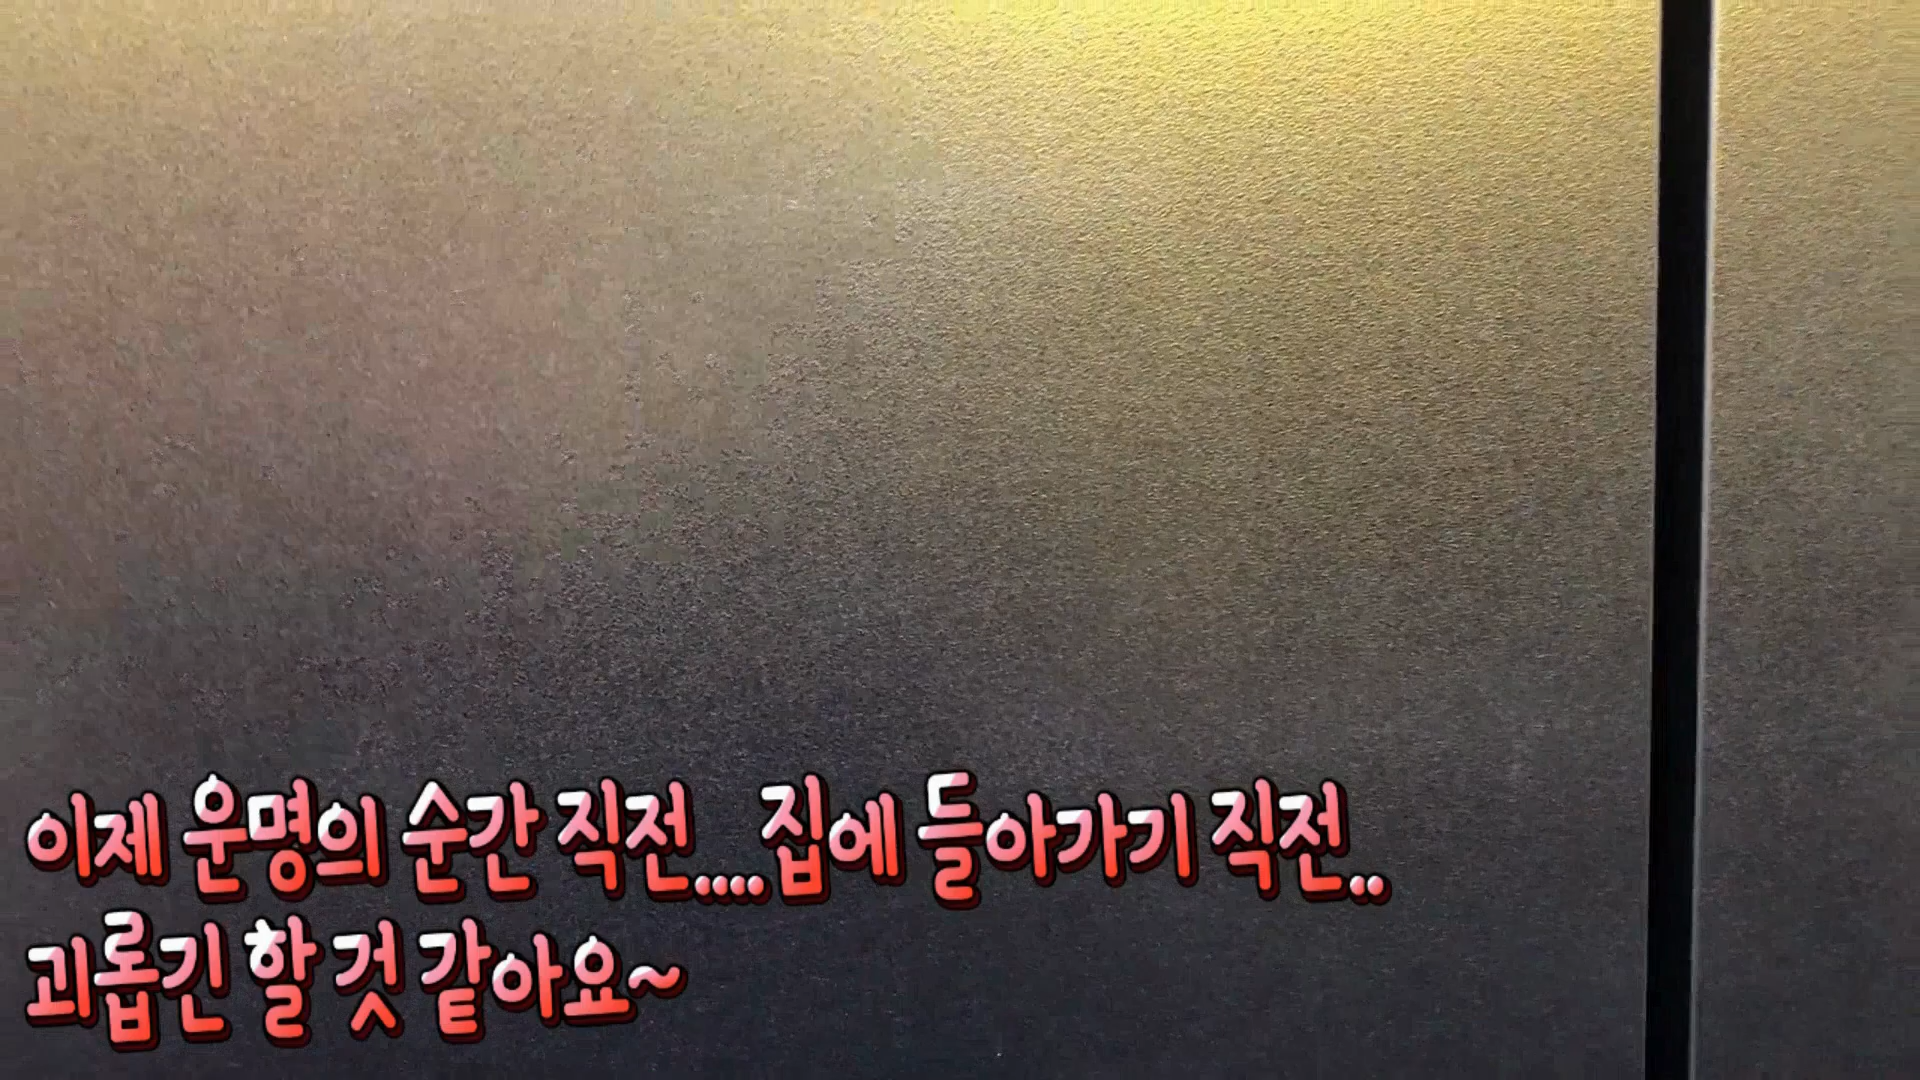 이제 운명의 순간 직전....집에 들아가기 직전..
괴롭긴 할 것 같아요~